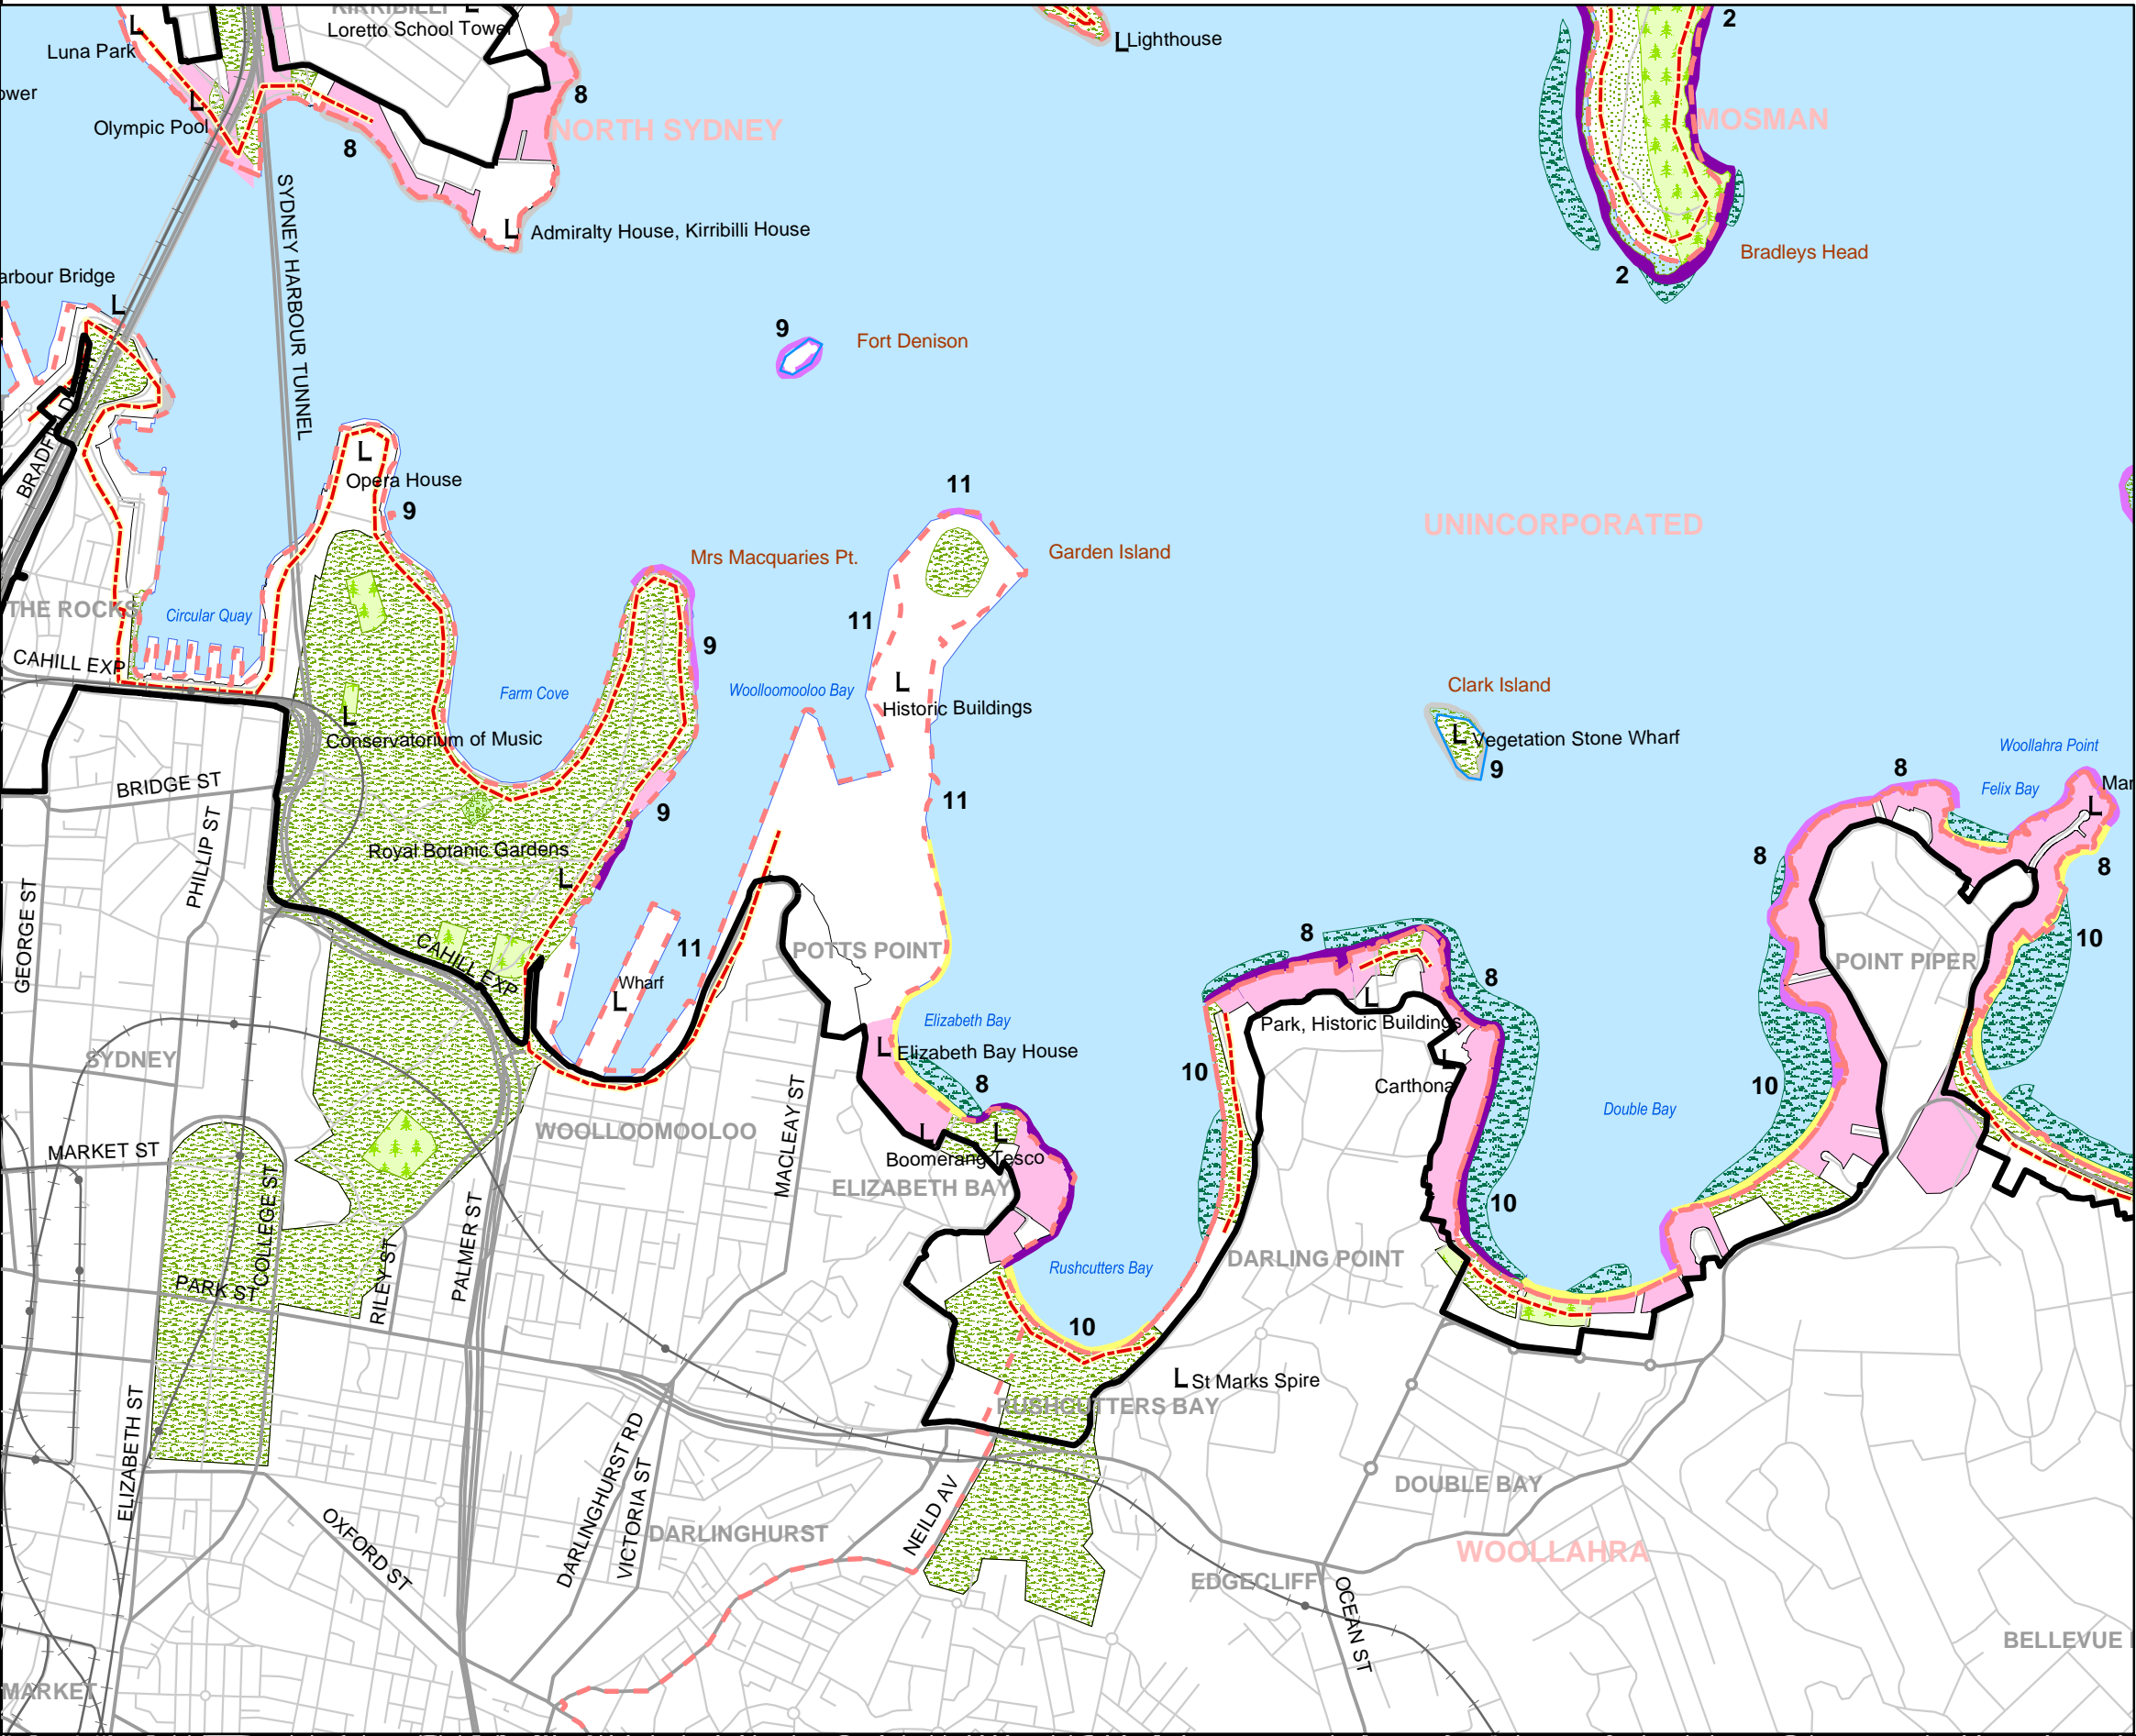 KIRRIBILLI L
Loretto School Tower
L
Luna Park
LLighthouse
2
ower
L
8
Olympic Pool
NORTH SYDNEY
MOSMAN
8
SYDNEY HARBOUR TUNNEL
L Admiralty House, Kirribilli House
Bradleys Head
2
arbour Bridge
L
9
Fort Denison
L
Opera House
9
11
UNINCORPORATED
Mrs Macquaries Pt.
Garden Island
THE ROCKS
Circular Quay
11
9
CAHILL EXP
Farm Cove
Woolloomooloo Bay
L
Historic Buildings
Clark Island
L Vegetation Stone Wharf
9
Woollahra Point
L
Conservatorium of Music
8
Felix Bay
Mar
L
BRIDGE ST
9
11
PHILLIP ST
Royal Botanic Gardens
L
8
8
GEORGE ST
CAHILL EXP
11
POTTS POINT
8
8
10
POINT PIPER
Wharf
L
L
Park, Historic Buildings
Elizabeth Bay
L Elizabeth Bay House
L
Carthona
SYDNEY
8
10
10
Double Bay
MACLEAY ST
WOOLLOOMOOLOO
MARKET ST
L
L
Boomerang Tesco
ELIZABETH BAY
COLLEGE ST
PARK ST
RILEY ST
PALMER ST
10
DARLING POINT
Rushcutters Bay
10
L St Marks Spire
RUSHCUTTERS BAY
ELIZABETH ST
OXFORD ST
DARLINGHURST RD
VICTORIA ST
DARLINGHURST
NEILD AV
DOUBLE BAY
WOOLLAHRA
EDGECLIFF
OCEAN ST
BELLEVUE
MARKET